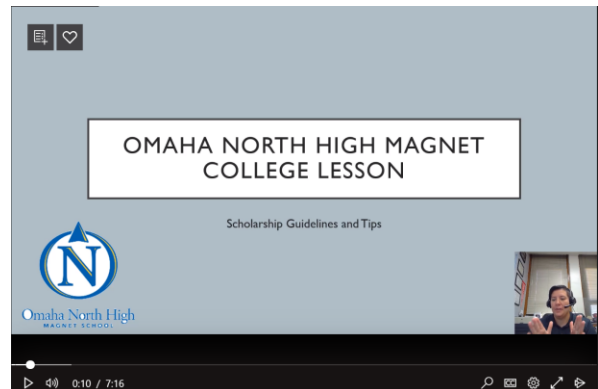 OMAHA NORTH HIGH MAGNET
COLLEGE LESSON
Scholarship Guidelines and Tips
N
Omaha North High
MAGNET SCHOOL
0:10 / 7:16
CC